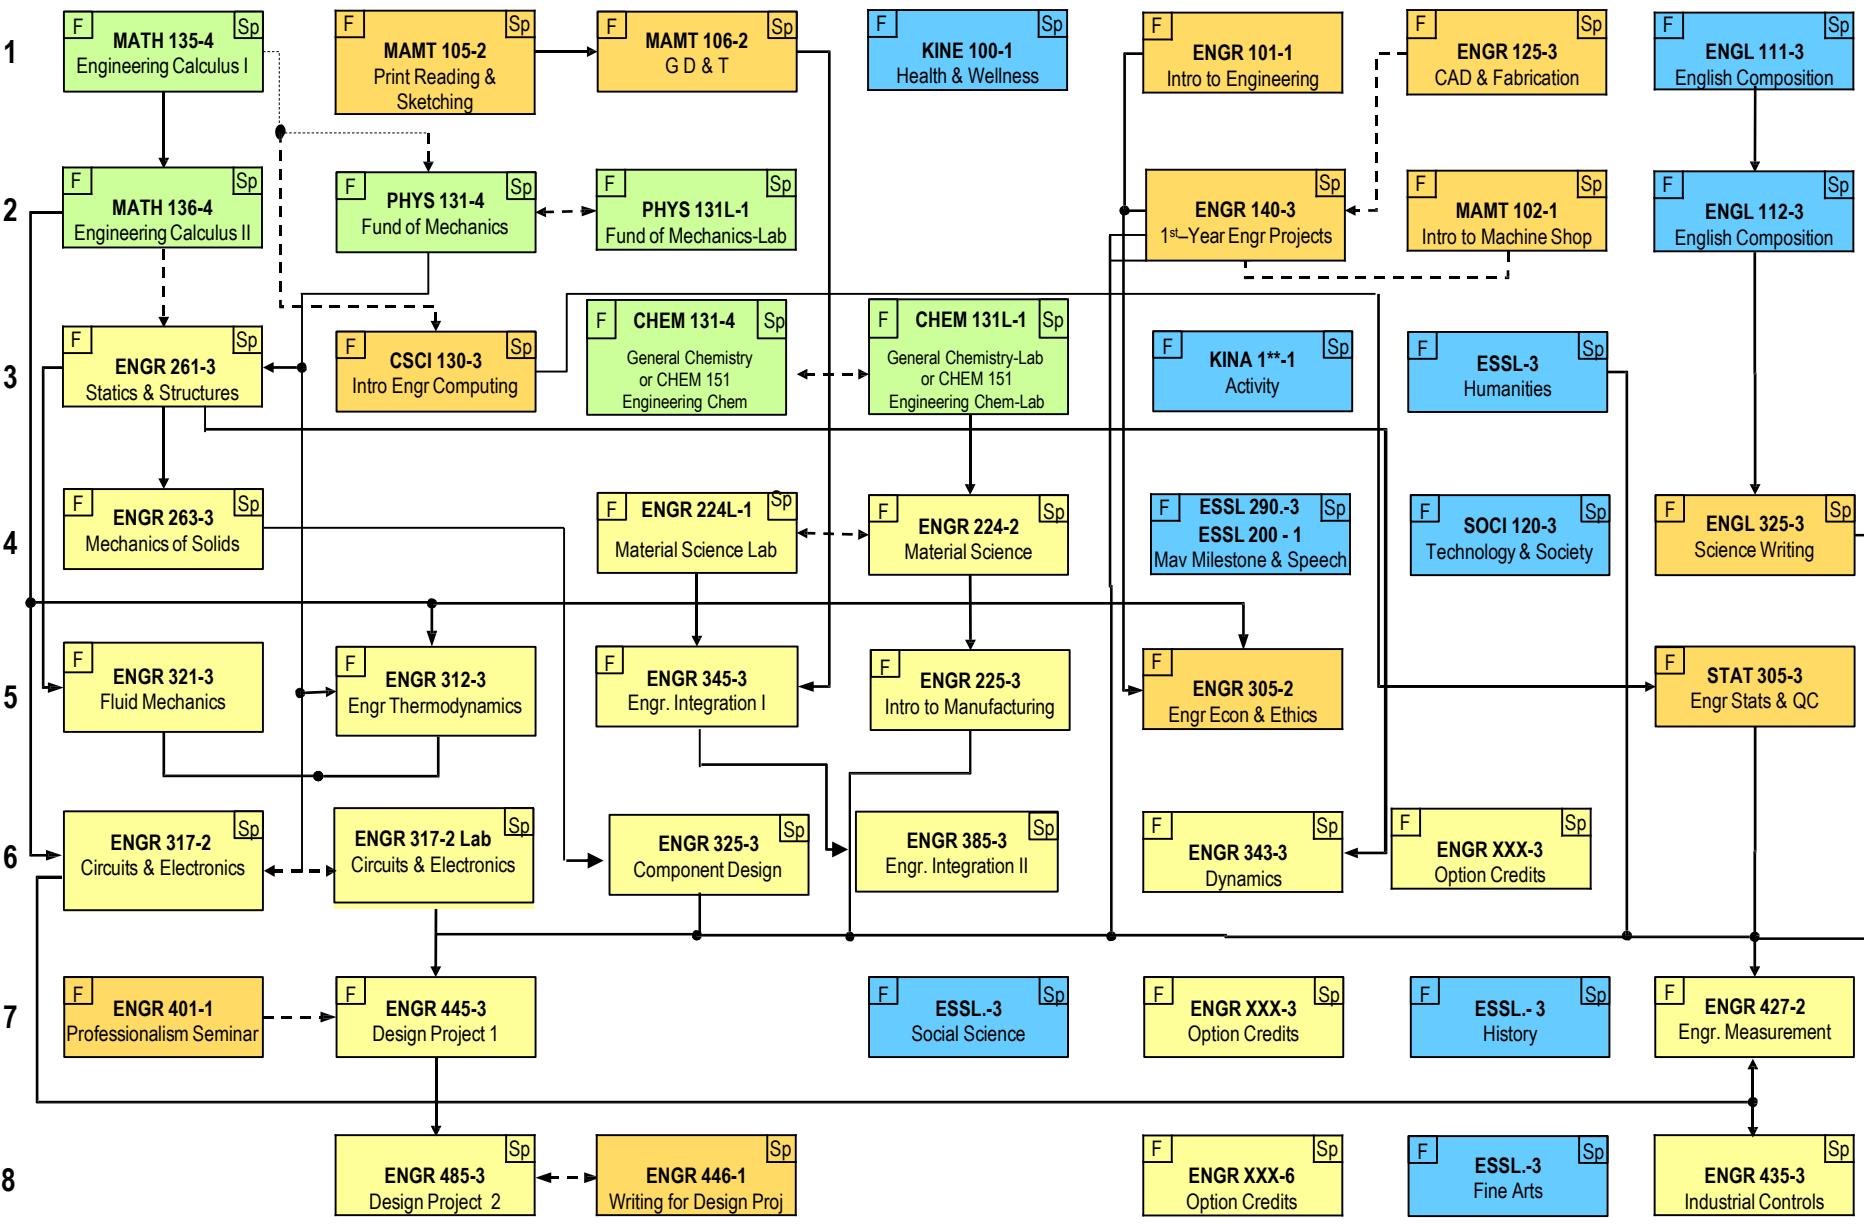 1
F Sp
MATH 135-4
Engineering Calculus I
F Sp
MAMT 105-2
Print Reading &
Sketching
F Sp
MAMT 106-2
G D & T
F Sp
KINE 100-1
Health & Wellness
F
ENGR 101-1
Intro to Engineering
F Sp
ENGR 125-3
CAD & Fabrication
F Sp
ENGL 111-3
English Composition
2
F Sp
MATH 136-4
Engineering Calculus II
F Sp
PHYS 131-4
Fund of Mechanics
F Sp
PHYS 131L-1
Fund of Mechanics-Lab
Sp
ENGR 140-3
1st–Year Engr Projects
F Sp
MAMT 102-1
Intro to Machine Shop
F Sp
ENGL 112-3
English Composition
3
F Sp
ENGR 261-3
Statics & Structures
F Sp
CSCI 130-3
Intro Engr Computing
F CHEM 131-4 Sp
General Chemistry
or CHEM 151
Engineering Chem
F CHEM 131L-1 Sp
General Chemistry-Lab
or CHEM 151
Engineering Chem-Lab
F Sp
KINA 1**-1
Activity
F Sp
ESSL-3
Humanities
4
F Sp
ENGR 263-3
Mechanics of Solids
F Sp
ENGR 224L-1
Material Science Lab
F Sp
ENGR 224-2
Material Science
F ESSL 290.-3 Sp
ESSL 200 - 1
Mav Milestone & Speech
F Sp
SOCI 120-3
Technology & Society
F Sp
ENGL 325-3
Science Writing
5
F
ENGR 321-3
Fluid Mechanics
F
ENGR 312-3
Engr Thermodynamics
F
ENGR 345-3
Engr. Integration I
F
ENGR 225-3
Intro to Manufacturing
F
ENGR 305-2
Engr Econ & Ethics
F
STAT 305-3
Engr Stats & QC
6
Sp
ENGR 317-2
Circuits & Electronics
Sp
ENGR 317-2 Lab
Circuits & Electronics
Sp
ENGR 325-3
Component Design
Sp
ENGR 385-3
Engr. Integration II
F Sp
ENGR 343-3
Dynamics
F Sp
ENGR XXX-3
Option Credits
7
F
ENGR 401-1
Professionalism Seminar
F
ENGR 445-3
Design Project 1
F Sp
ESSL.-3
Social Science
F Sp
ENGR XXX-3
Option Credits
F Sp
ESSL.- 3
History
F
ENGR 427-2
Engr. Measurement
8
Sp
ENGR 485-3
Design Project 2
Sp
ENGR 446-1
Writing for Design Proj
F Sp
ENGR XXX-6
Option Credits
F Sp
ESSL.-3
Fine Arts
Sp
ENGR 435-3
Industrial Controls